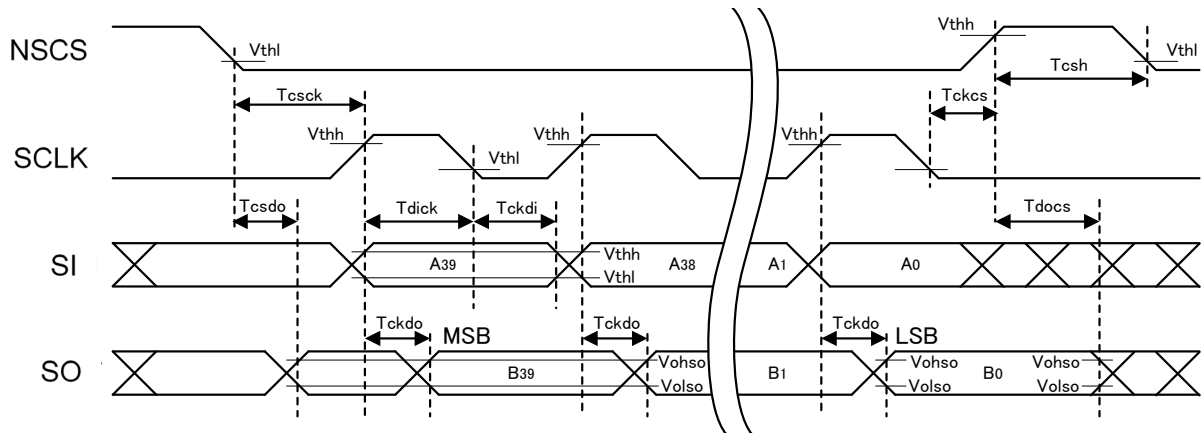 NSCS
Vthl
Vthh
Tcsh
Vthl
Tcsck
Tckcs
SCLK
Vthh
Vthl
Vthh
Vthh
Tcsdo
Tdick
Tckdi
Tdocs
SI
A39
Vthh
Vthl
A38
A1
A0
Tckdo
MSB
Tckdo
Tckdo
LSB
SO
B39
Vohso
Volso
B1
Vohso
Volso
B0
Vohso
Volso